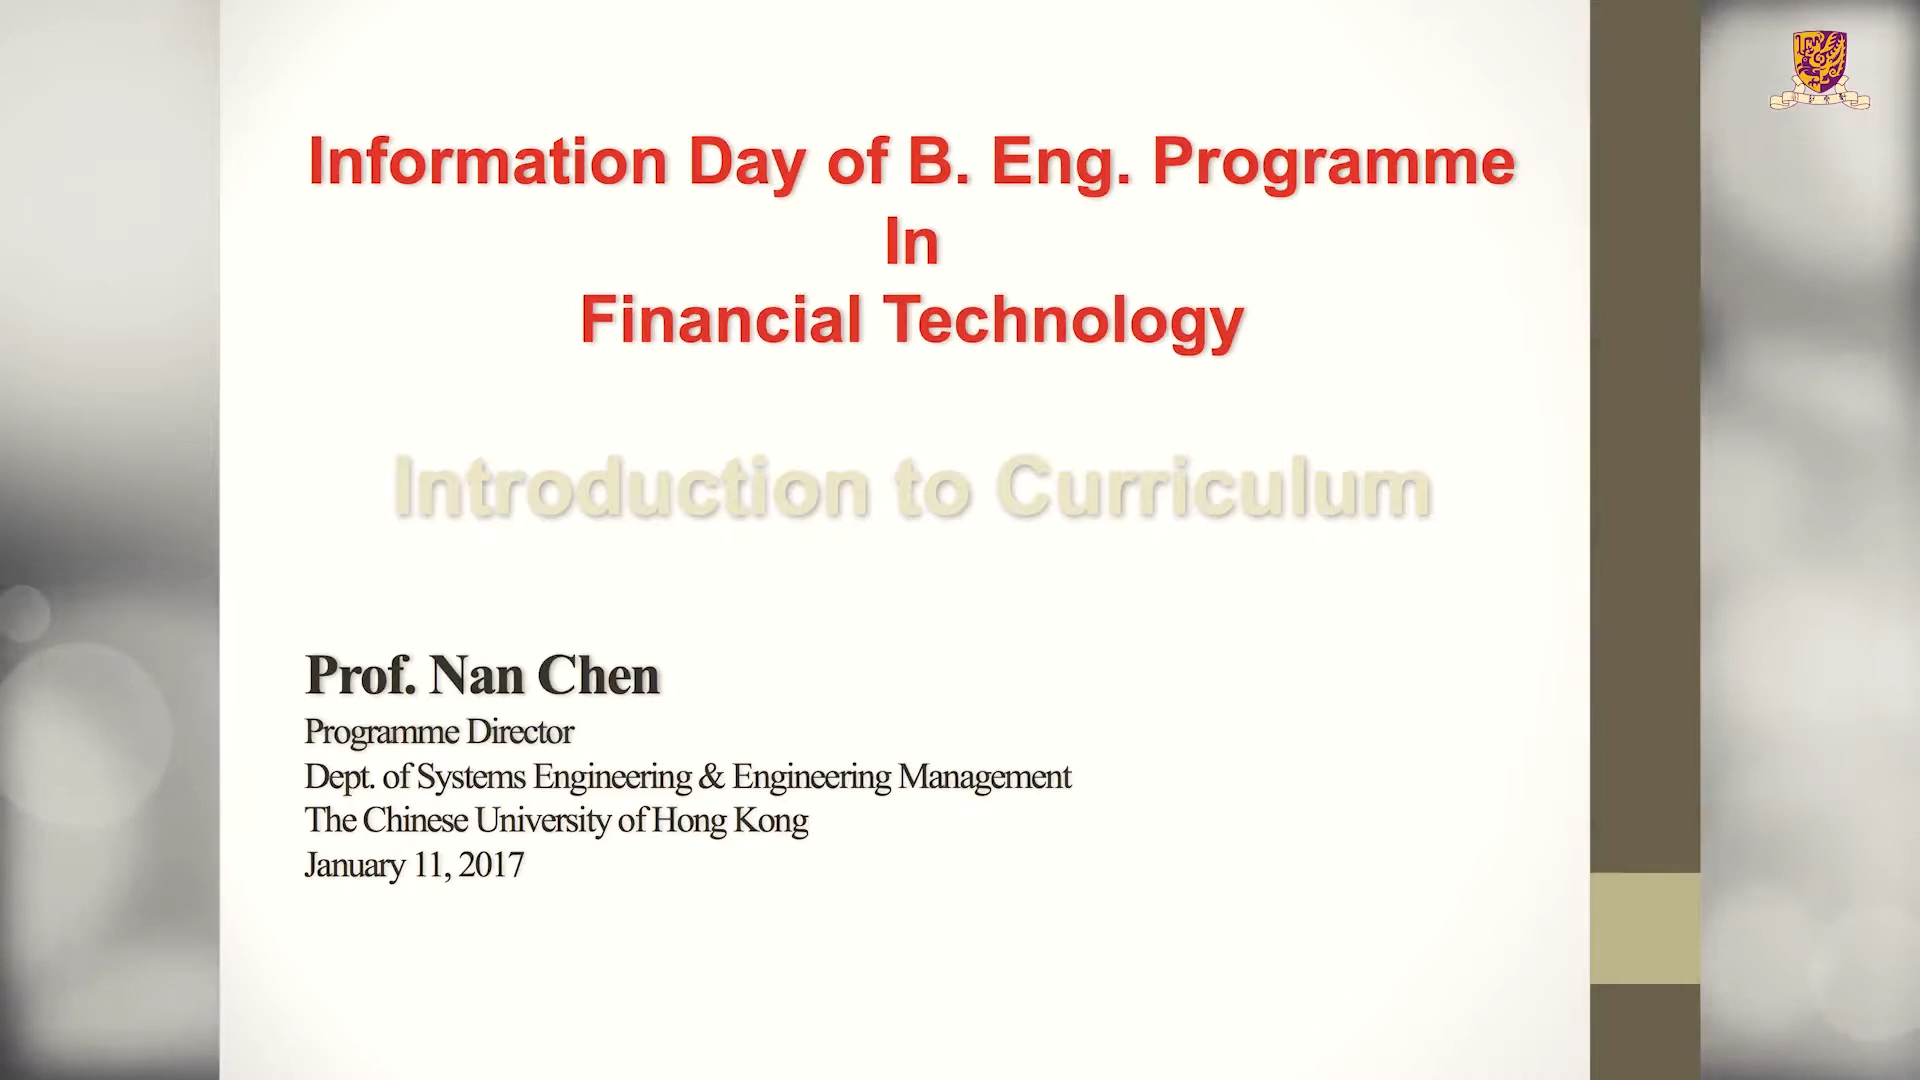 Information Day of B. Eng. Programme
In
Financial Technology
Introduction to Curriculum
Prof. Nan Chen
Programme Director
Dept. of Systems Engineering & Engineering Management
The Chinese University of Hong Kong
January 11, 2017